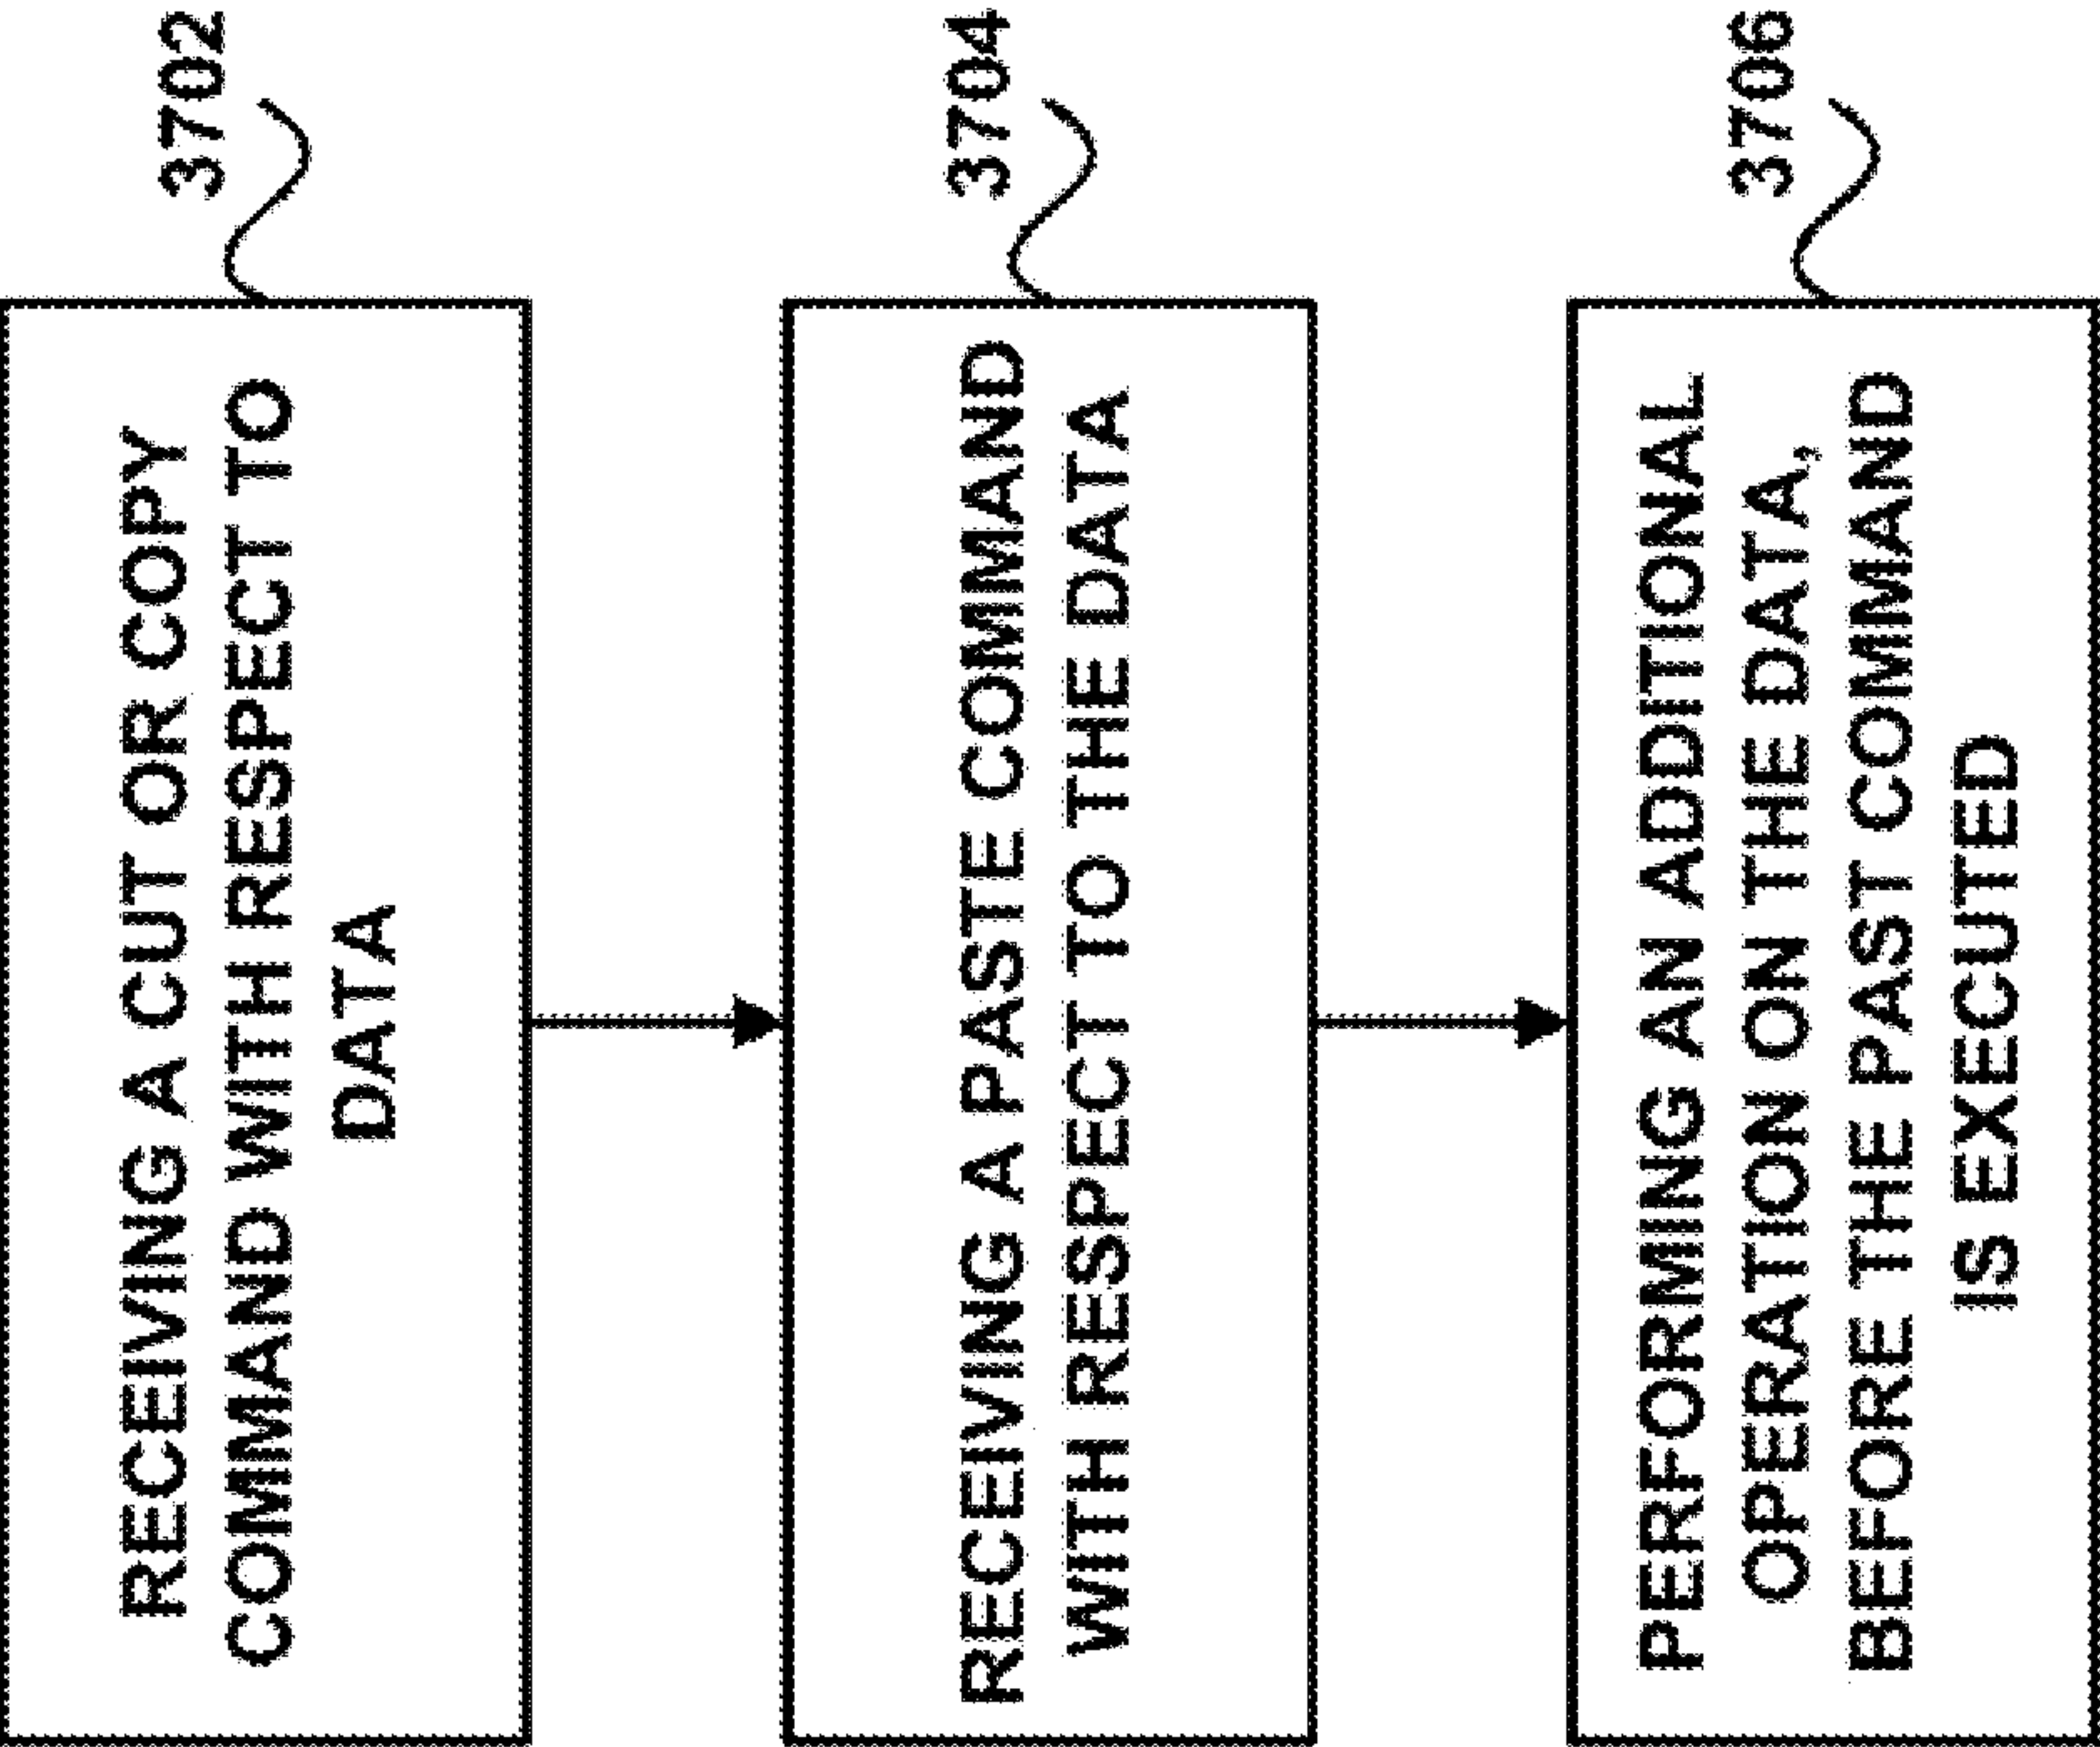 3702
RECEIVING A CUT OR COPY
COMMAND WITH RESPECT TO
DATA
3704
RECEIVING A PASTE COMMAND
WITH RESPECT TO THE DATA
3706
PERFORMING AN ADDITIONAL
OPERATION ON THE DATA,
BEFORE THE PAST COMMAND
IS EXECUTED